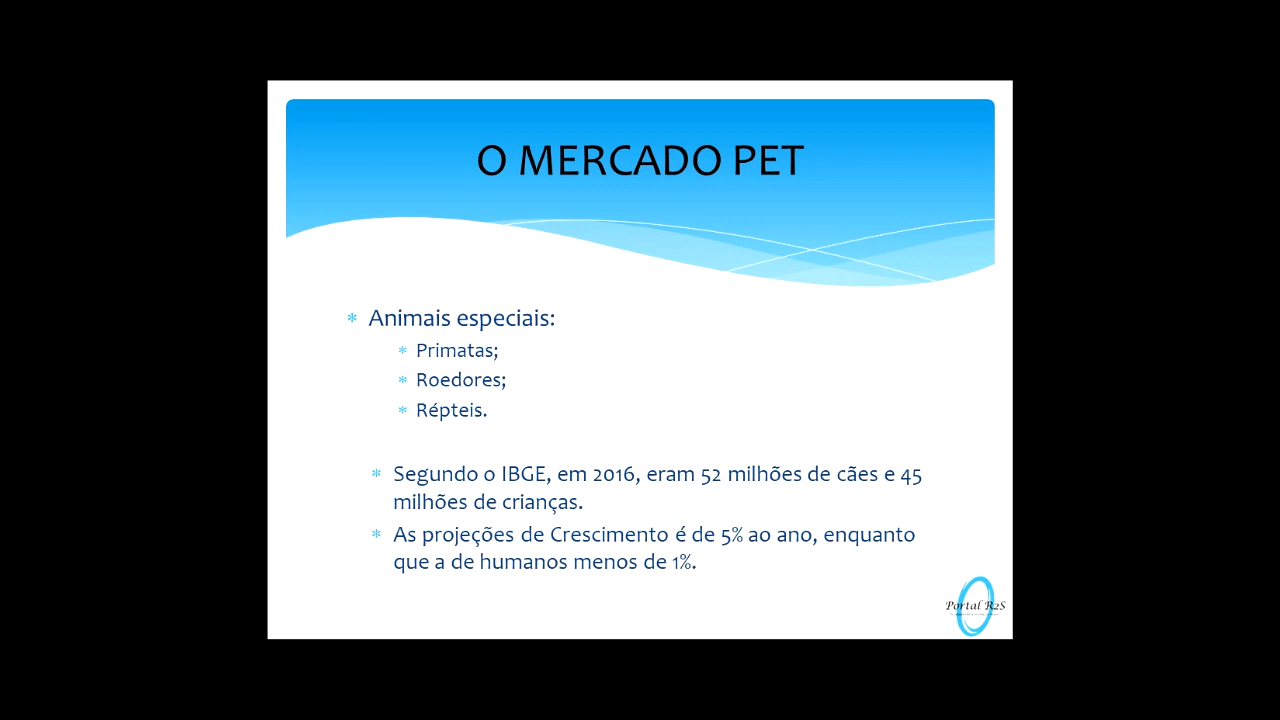 O MERCADO PET
* Animais especiais:
* Primatas;
* Roedores;
* Répteis.
* Segundo o IBGE, em 2016, eram 52 milhões de cães e 45
milhões de crianças.
* As projeções de Crescimento é de 5% ao ano, enquanto
que a de humanos menos de 1%.
Portal R2S